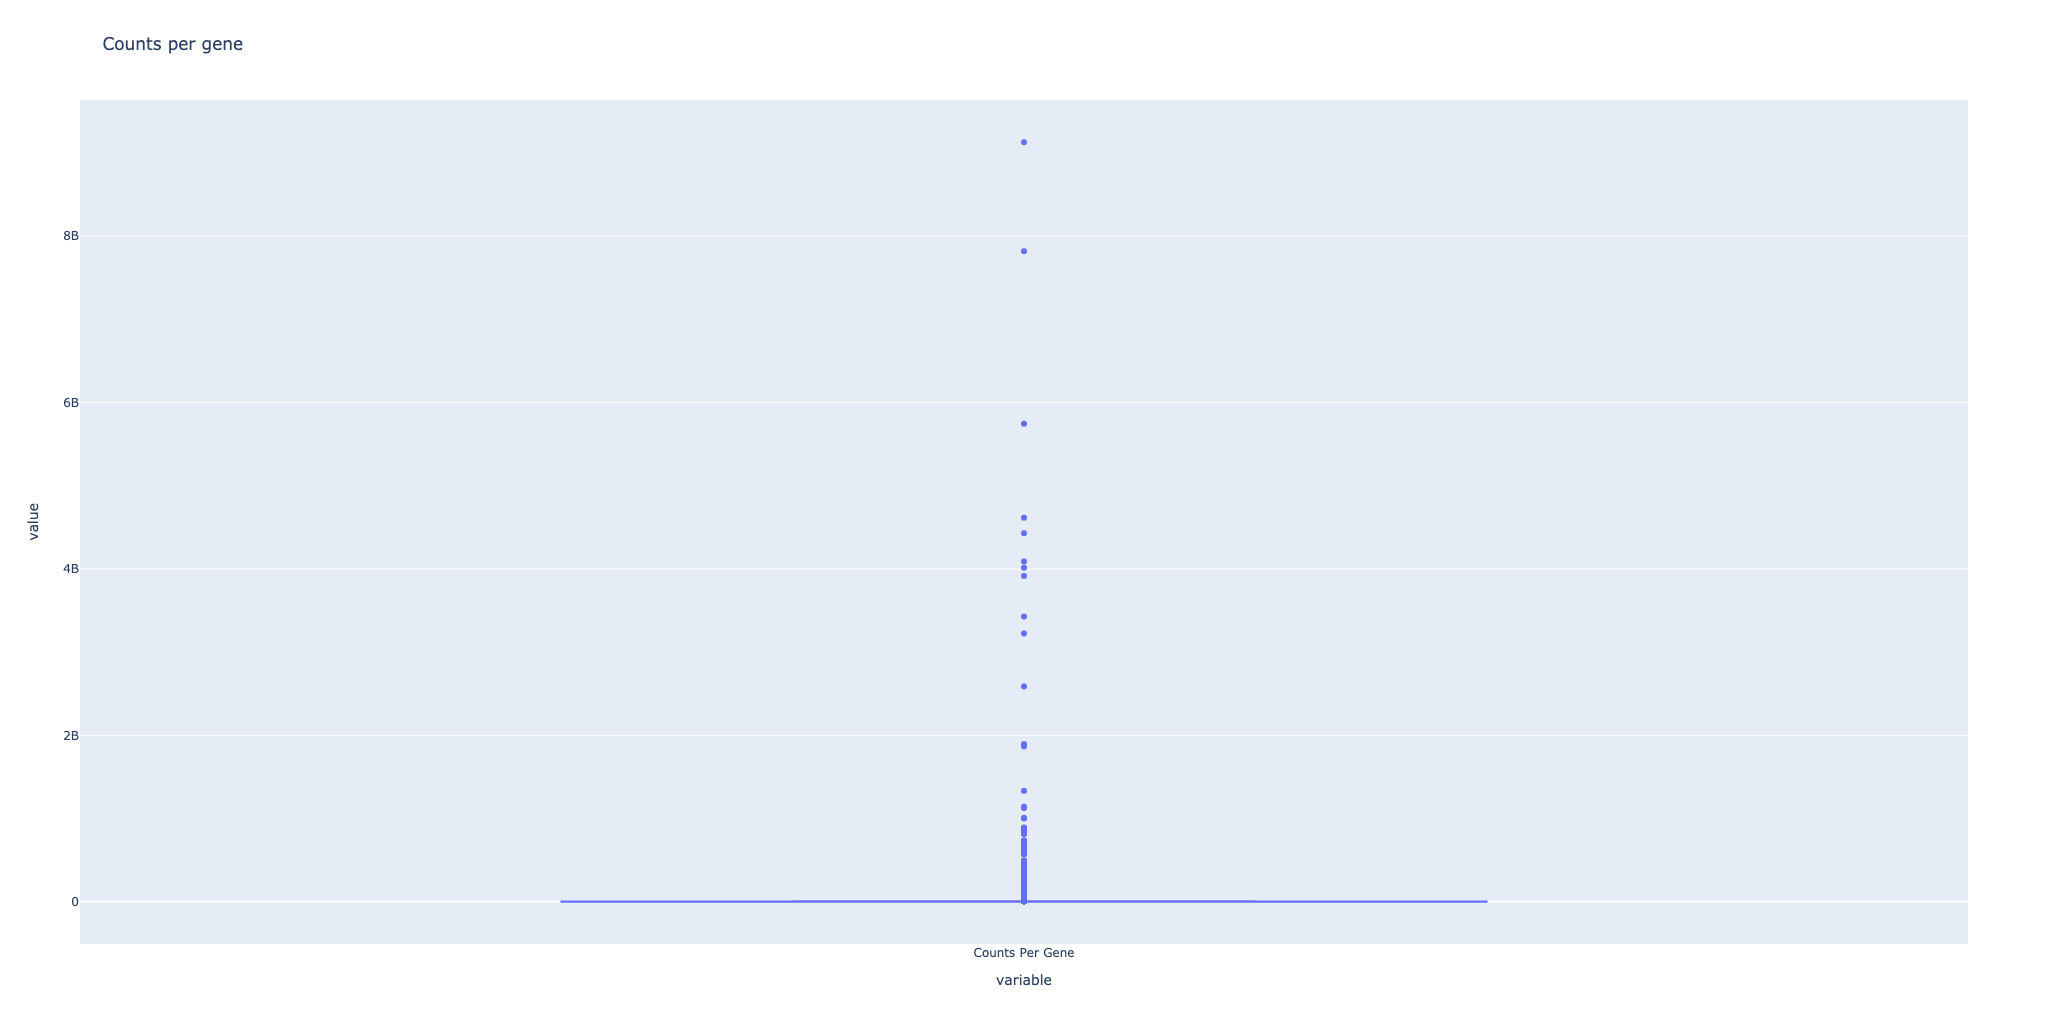 Counts per gene
8B
6B
value
4B
2B
0
Counts Per Gene
variable